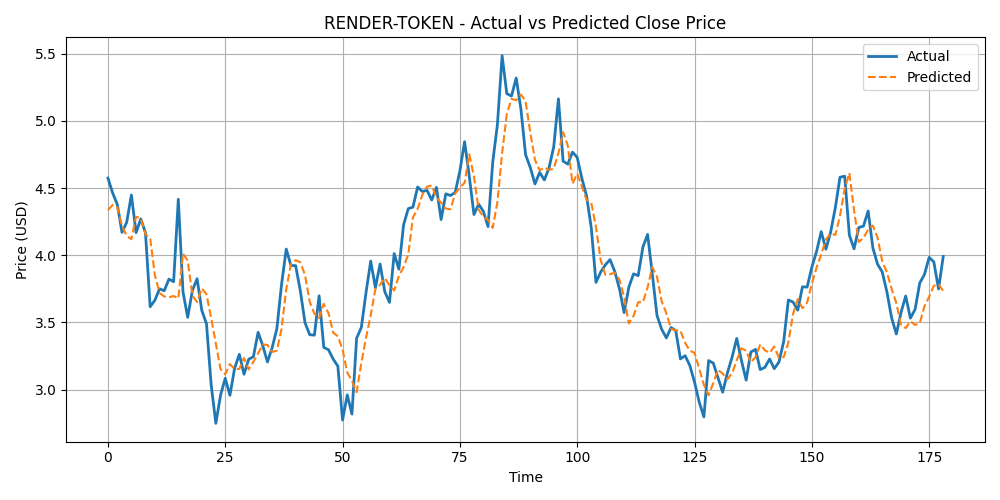 RENDER-TOKEN - Actual vs Predicted Close Price
Actual
Predicted
Price (USD)
5.5
5.0
4.5
4.0
3.5
3.0
0 25 50 75 100 125 150 175
Time